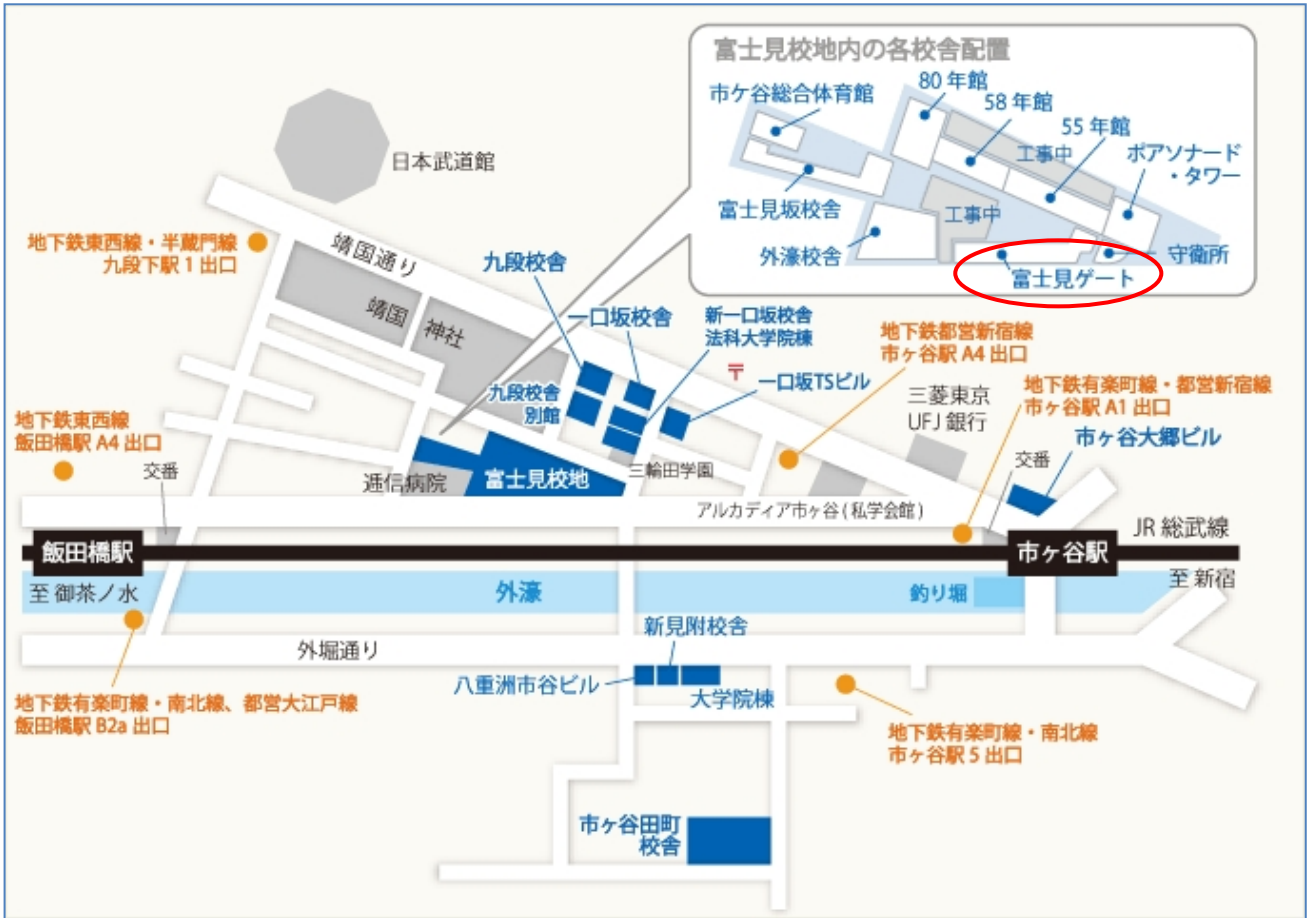 富士見校地内の各校舎配置
市ケ谷総合体育館
80 年館
58 年館
55 年館
工事中
ボアソナード
・タワー
富士見坂校舎
工事中
外濠校舎
守衛所
富士見ゲート
日本武道館
地下鉄東西線・半蔵門線
九段下駅 1 出口
靖国通り
九段校舎
靖国 神社
一口坂校舎
新一口坂校舎
法科大学院棟
〒
一口坂TSビル
地下鉄都営新宿線
市ヶ谷駅 A4 出口
三菱東京
UFJ 銀行
地下鉄有楽町線・都営新宿線
市ヶ谷駅 A1 出口
九段校舎
別館
地下鉄東西線
飯田橋駅 A4 出口
市ヶ谷大郷ビル
交番
交番
逓信病院
富士見校地
三輪田学園
アルカディア市ヶ谷 ( 私学会館 )
JR 総武線
飯田橋駅
市ヶ谷駅
至 御茶ノ水
外濠
釣り堀
至 新宿
新見附校舎
外堀通り
八重洲市谷ビル
大学院棟
地下鉄有楽町線・南北線、都営大江戸線
飯田橋駅 B2a 出口
地下鉄有楽町線・南北線
市ヶ谷駅 5 出口
市ヶ谷田町
校舎